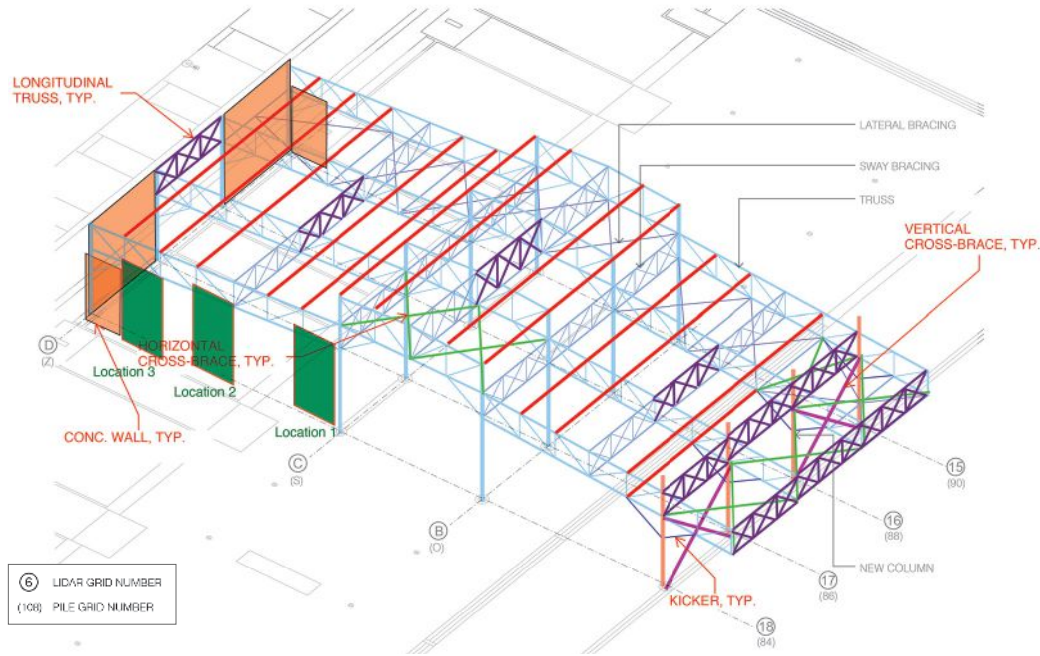 LONGITUDINAL
TRUSS, TYP.
LATERAL BRACING
SWAY BRACING
TRUSS
VERTICAL
CROSS-BRACE, TYP.
D
(Z)
HORIZONTAL
CROSS-BRACE, TYP.
Location 3
Location 2
Location 1
CONC. WALL, TYP.
C
(S)
B
(O)
15
(90)
16
(88)
17
(86)
18
(84)
NEW COLUMN
KICKER, TYP.
6 LIDAR GRID NUMBER
(108) PILE GRID NUMBER